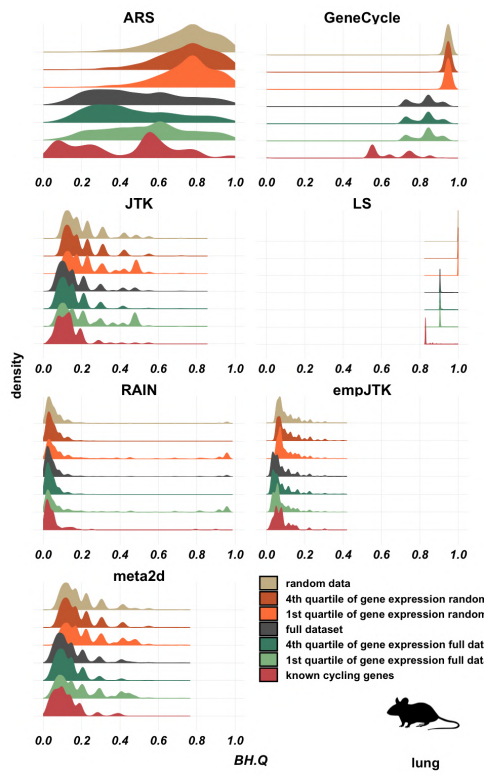 ARS GeneCycle
0.0 0.2 0.4 0.6 0.8 1.0 0.0 0.2 0.4 0.6 0.8 1.0
JTK LS
0.0 0.2 0.4 0.6 0.8 1.0 0.0 0.2 0.4 0.6 0.8 1.0
density
RAIN empJTK
0.0 0.2 0.4 0.6 0.8 1.0 0.0 0.2 0.4 0.6 0.8 1.0
meta2d
0.0 0.2 0.4 0.6 0.8 1.0
BH.Q
random data
4th quartile of gene expression random
1st quartile of gene expression random
full dataset
4th quartile of gene expression full dat
1st quartile of gene expression full dat
known cycling genes
lung